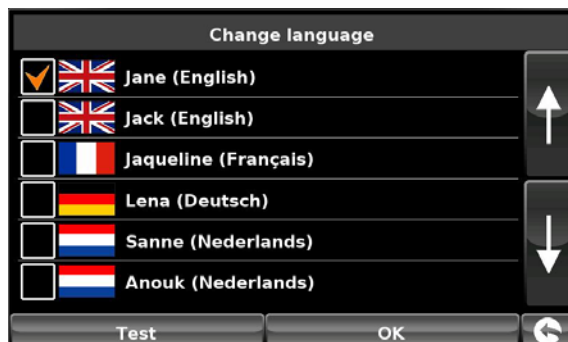 Change language
Jane (English)
Jack (English)
Jaqueline (Français)
Lena (Deutsch)
Sanne (Nederlands)
Anouk (Nederlands)
Test OK